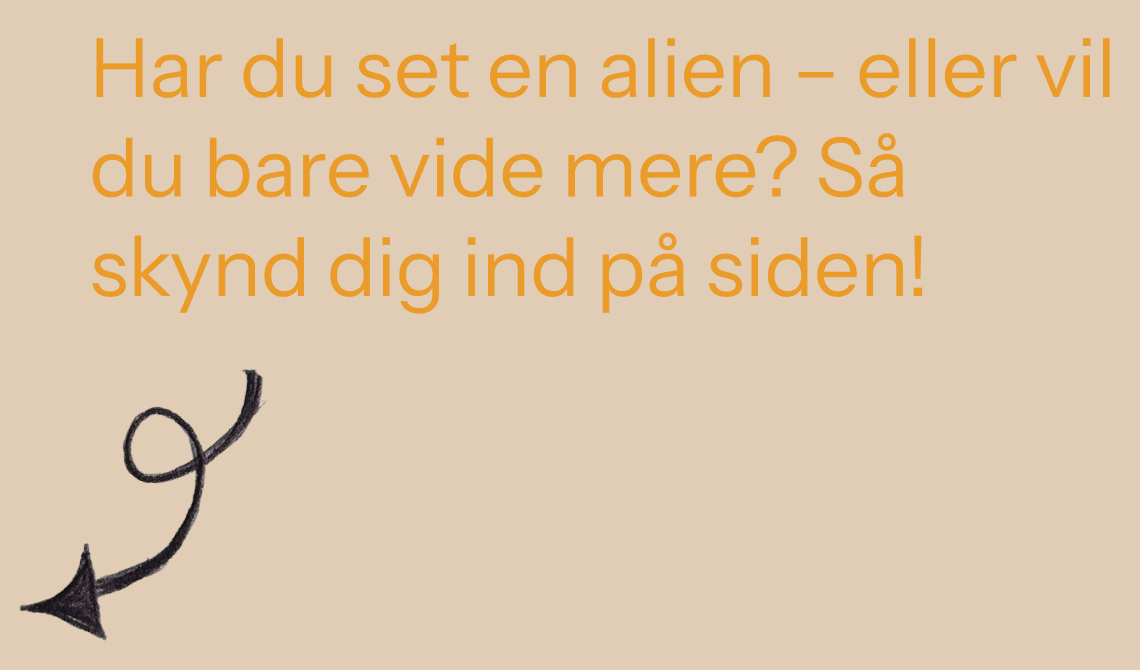 Har du set en alien – eller vil
du bare vide mere? Så
skynd dig ind på siden!